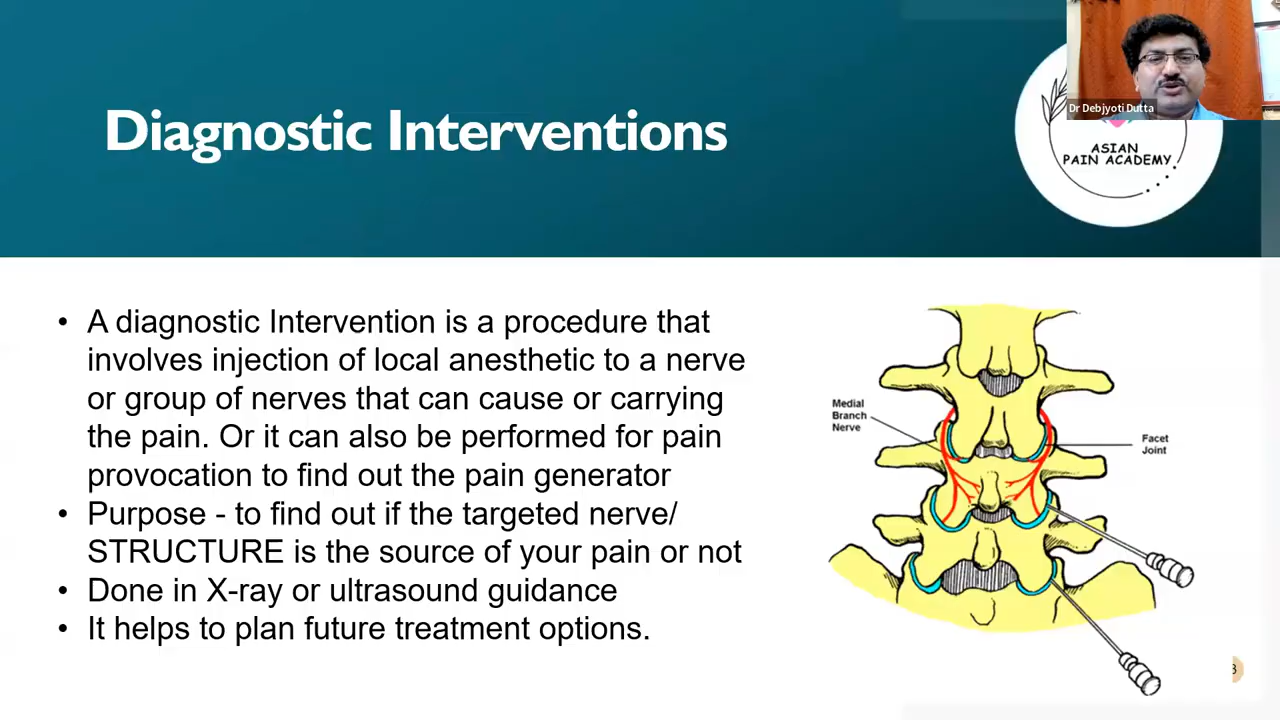 Dr Debjyoti Dutta
ASIAN
PAIN ACADEMY
Diagnostic Interventions
• A diagnostic Intervention is a procedure that
involves injection of local anesthetic to a nerve
or group of nerves that can cause or carrying
the pain. Or it can also be performed for pain
provocation to find out the pain generator
• Purpose - to find out if the targeted nerve/
STRUCTURE is the source of your pain or not
• Done in X-ray or ultrasound guidance
• It helps to plan future treatment options.
Medial
Branch
Nerve
Facet
Joint